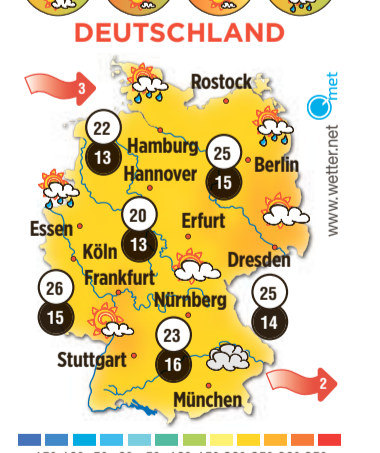 DEUTSCHLAND
3
Rostock
22
13
Hamburg
25
15
Berlin
Hannover
20
13
Erfurt
Essen
Köln
Dresden
Frankfurt
26
15
Nürnberg
25
14
23
16
Stuttgart
München
2
www.wetter.net
Qmet